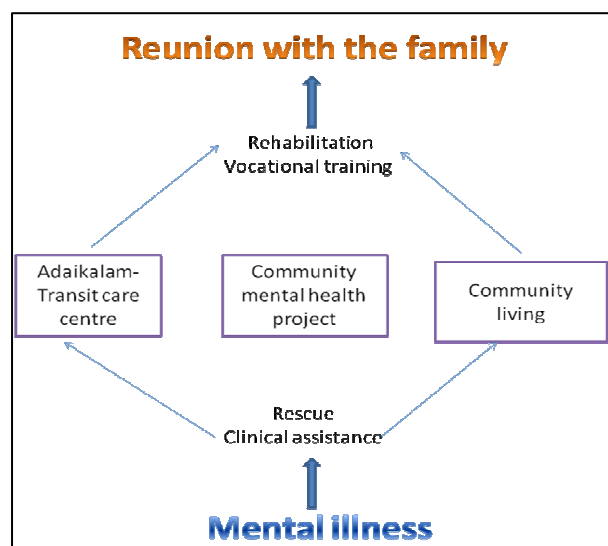 Reunion with the family
Rehabilitation
Vocational training
Adaikalam-
Transit care
centre
Community
mental health
project
Community
living
Rescue
Clinical assistance
Mental illness